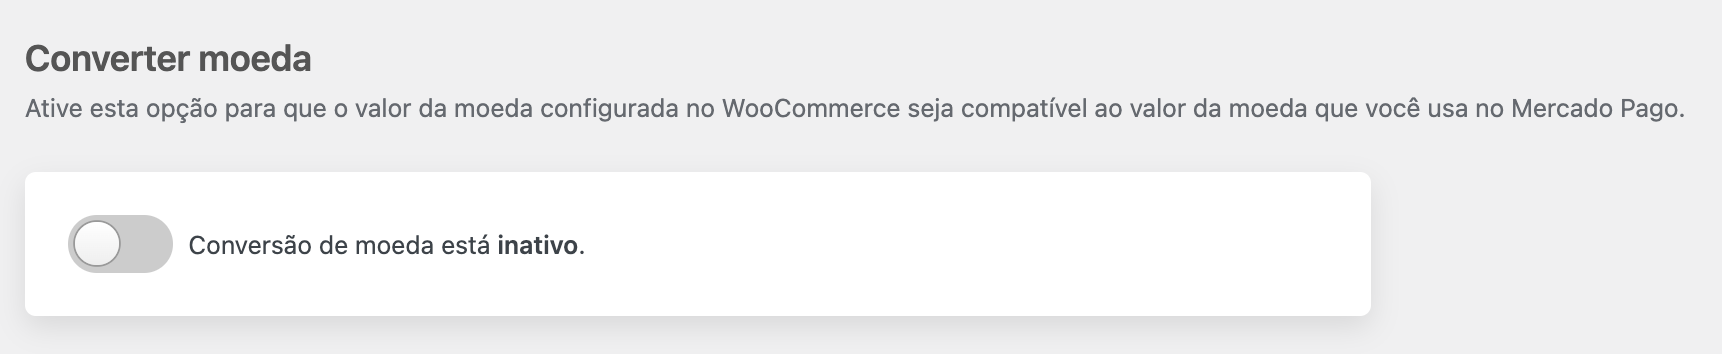 Converter moeda
Ative esta opção para que o valor da moeda configurada no WooCommerce seja compatível ao valor da moeda que você usa no Mercado Pago.
Conversão de moeda está inativo.